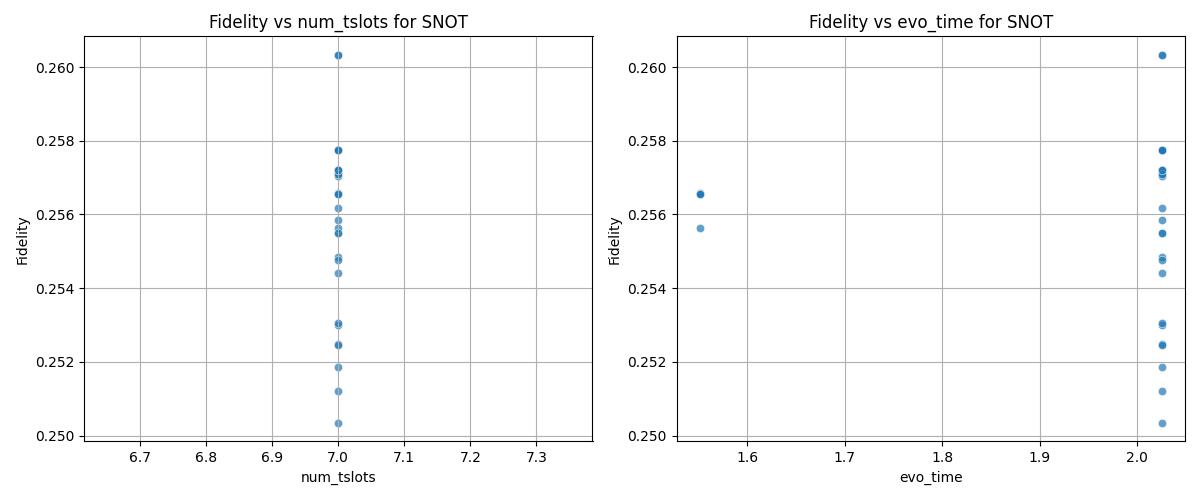 Fidelity vs num_tslots for SNOT
Fidelity
0.260
0.258
0.256
0.254
0.252
0.250
6.7 6.8 6.9 7.0 7.1 7.2 7.3
num_tslots
Fidelity vs evo_time for SNOT
Fidelity
0.260
0.258
0.256
0.254
0.252
0.250
1.6 1.7 1.8 1.9 2.0
evo_time